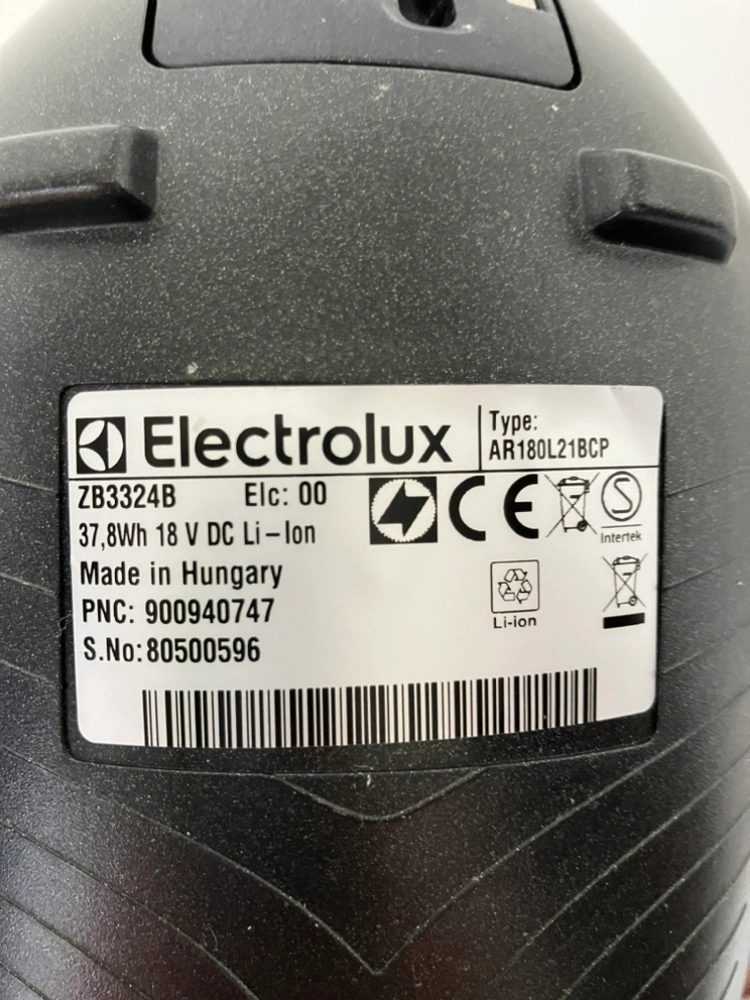 Electrolux
Type:
AR180L21BCP
ZB3324B Elc: 00
37,8Wh 18 V DC Li-Ion
Made in Hungary
PNC: 900940747
S.No:80500596
CE
S
Intertek
Li-ion